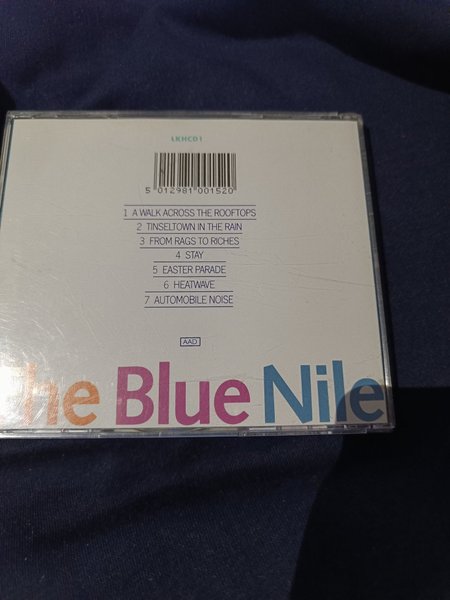 LKHCD1
5 012981 001520
1 A WALK ACROSS THE ROOFTOPS
2 TINSELTOWN IN THE RAIN
3 FROM RAGS TO RICHES
4 STAY
5 EASTER PARADE
6 HEATWAVE
7 AUTOMOBILE NOISE
AAD
The Blue Nile